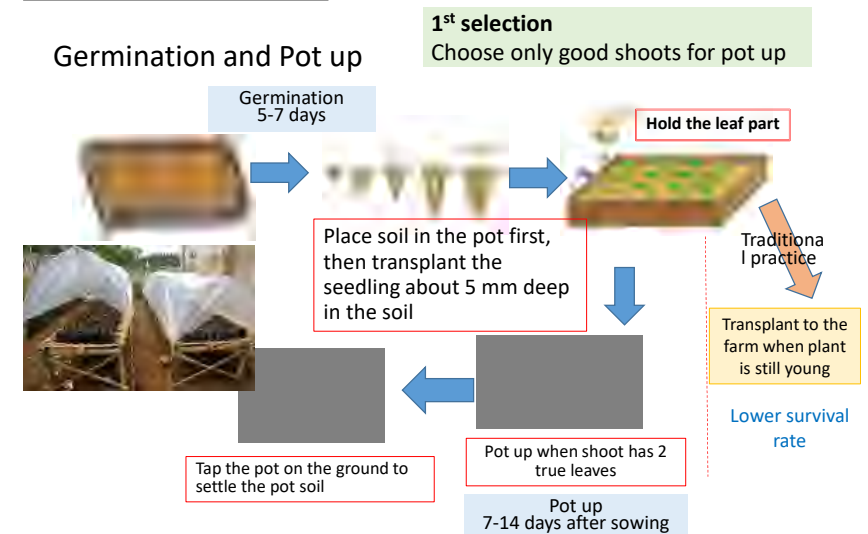 1st selection
Choose only good shoots for pot up
Germination and Pot up
Germination
5-7 days
Hold the leaf part
Place soil in the pot first,
then transplant the
seedling about 5 mm deep
in the soil
Traditiona
l practice
Transplant to the
farm when plant
is still young
Lower survival
rate
Pot up when shoot has 2
true leaves
Tap the pot on the ground to
settle the pot soil
Pot up
7-14 days after sowing